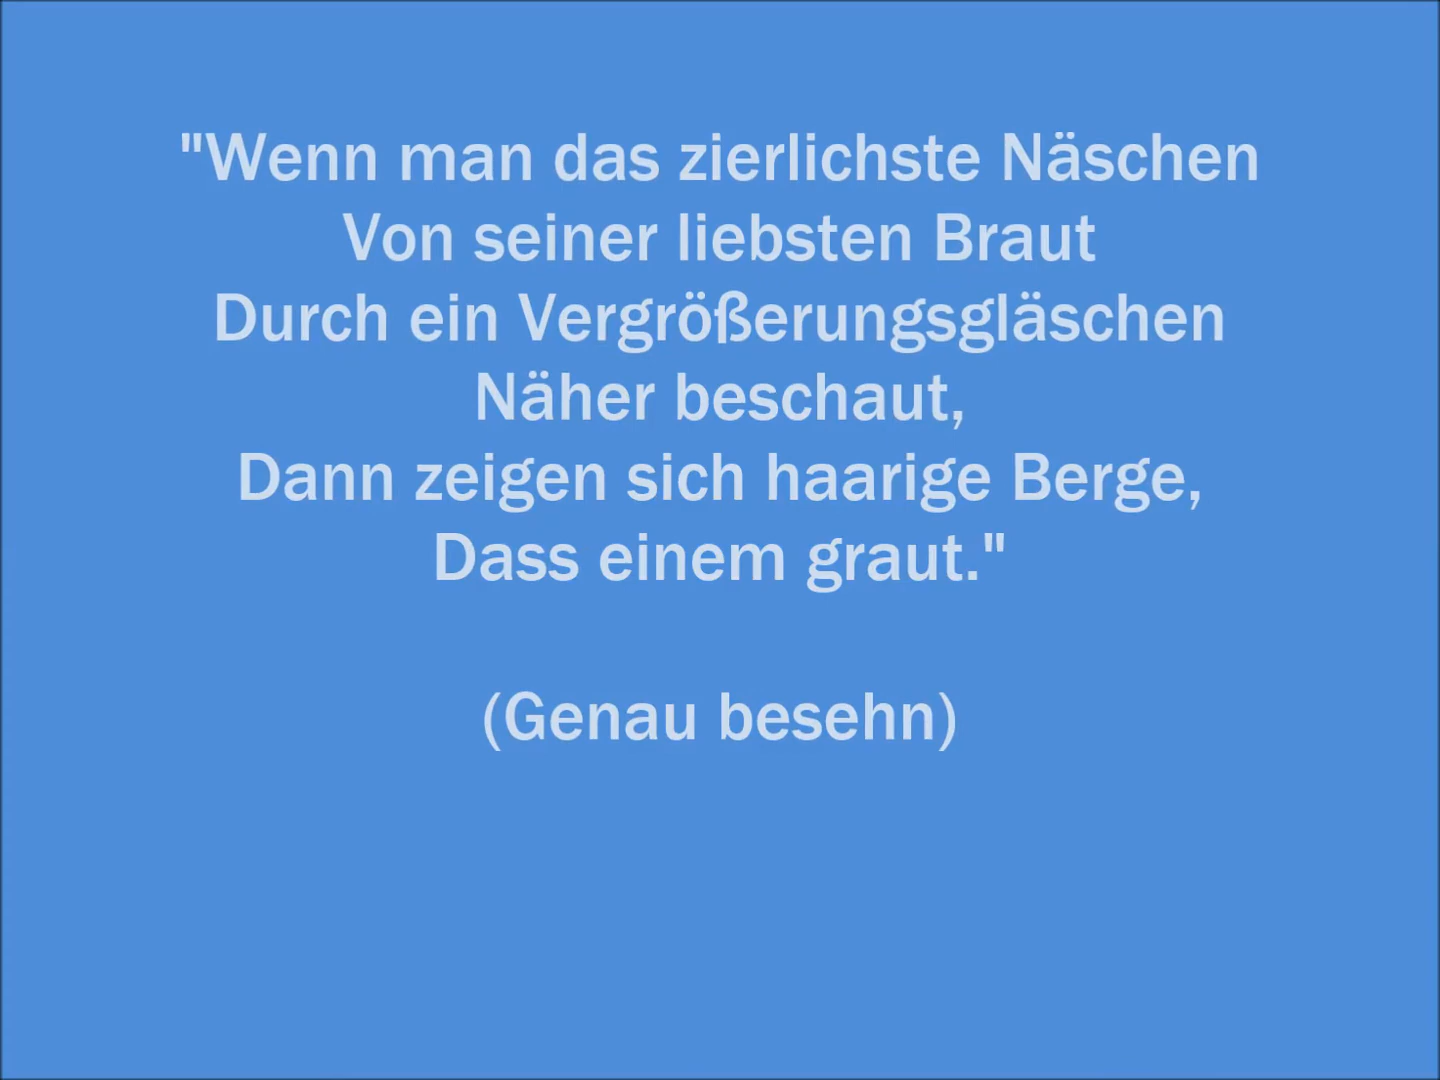 "Wenn man das zierlichste Näschen
Von seiner liebsten Braut
Durch ein Vergrößerungsgläschen
Näher beschaut,
Dann zeigen sich haarige Berge,
Dass einem graut."
(Genau besehn)